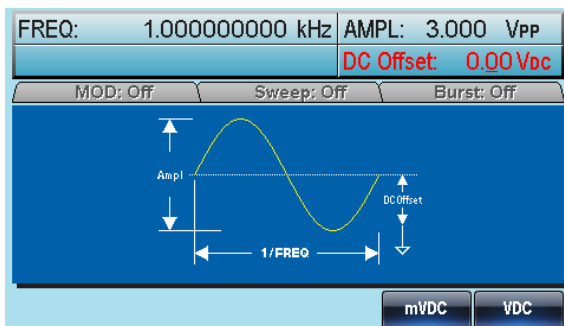 FREQ: 1.000000000 kHz AMPL: 3.000 VPP
DC Offset: 0.00 VDC
MOD: Off Sweep: Off Burst: Off
Ampl
DC Offset
1/FREQ
mVDC VDC